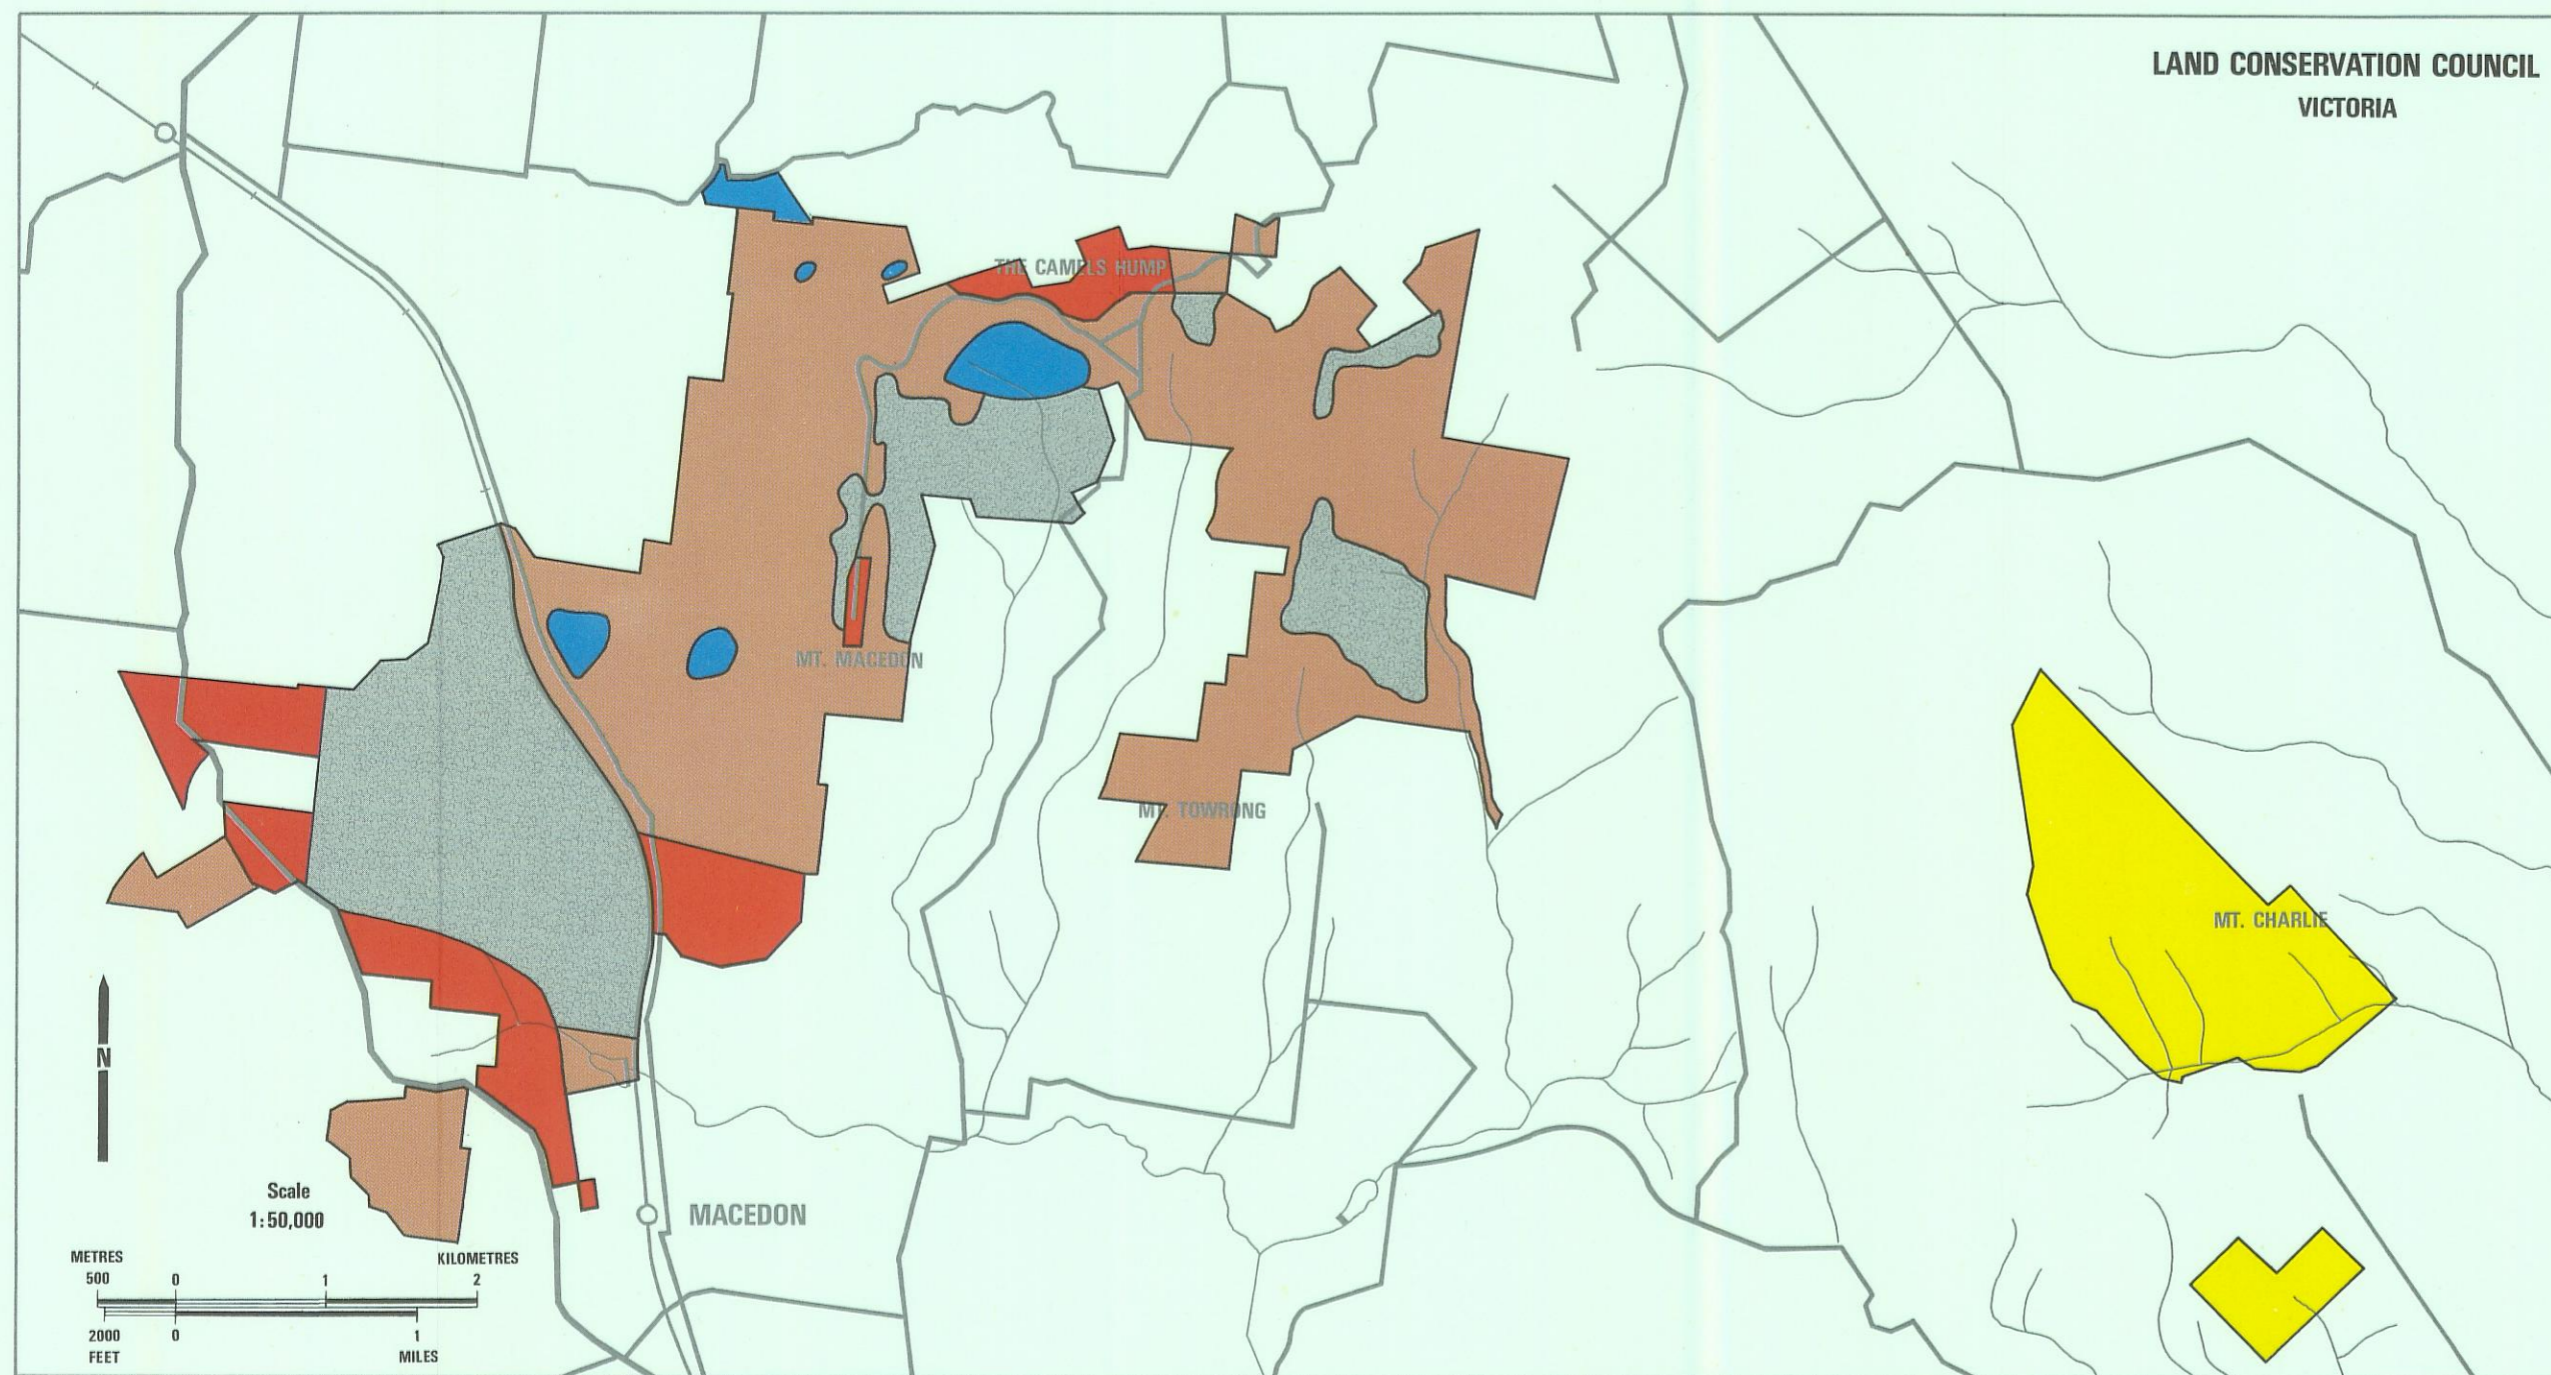 LAND CONSERVATION COUNCIL
VICTORIA
THE CAMELS HUMP
MT. MACEDON
MT. TOWRONG
MT. CHARLIE
N
Scale
1:50,000
MACEDON
METRES KILOMETRES
500 0 1 2
2000 0 1
FEET MILES